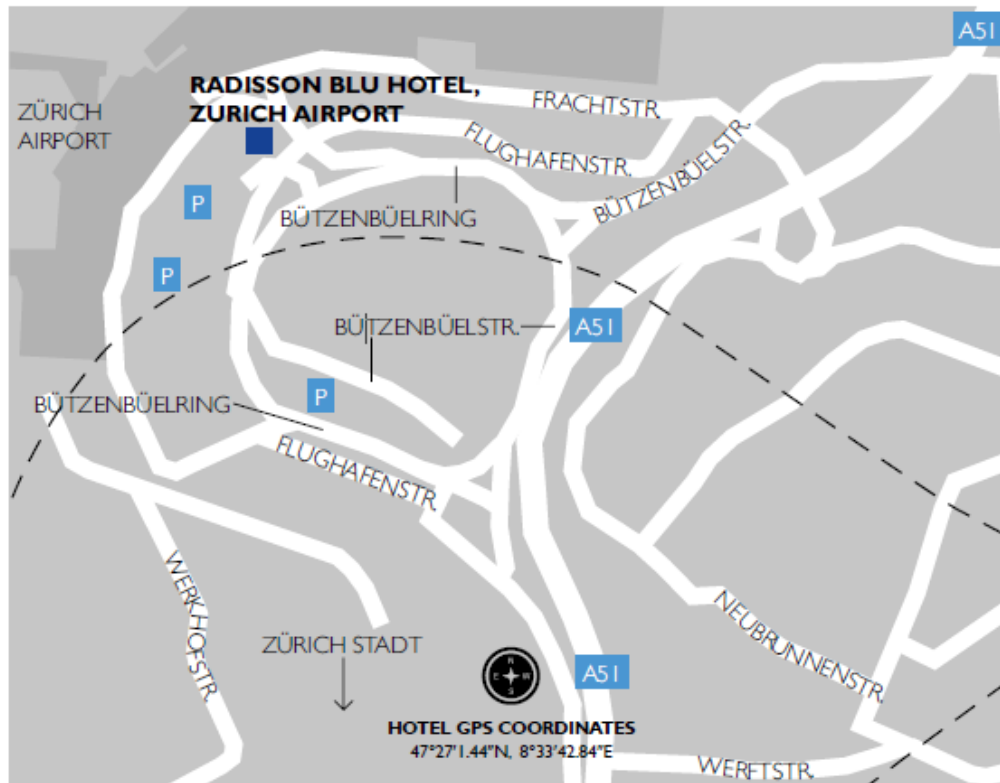 A51
RADISSON BLU HOTEL,
ZURICH AIRPORT
ZÜRICH
AIRPORT
FRACHTSTR.
FLUGHAFENSTR.
BÜTZENBÜELSTR.
P
BÜTZENBÜELRING
P
BÜTZENBÜELSTR.
A51
P
BÜTZENBÜELRING
FLUGHAFENSTR.
WERKHOFSTR.
NEUBRUNNENSTR.
ZÜRICH STADT
N
E W
S
A51
HOTEL GPS COORDINATES
47°27'1.44"N, 8°33'42.84"E
WERFTSTR.